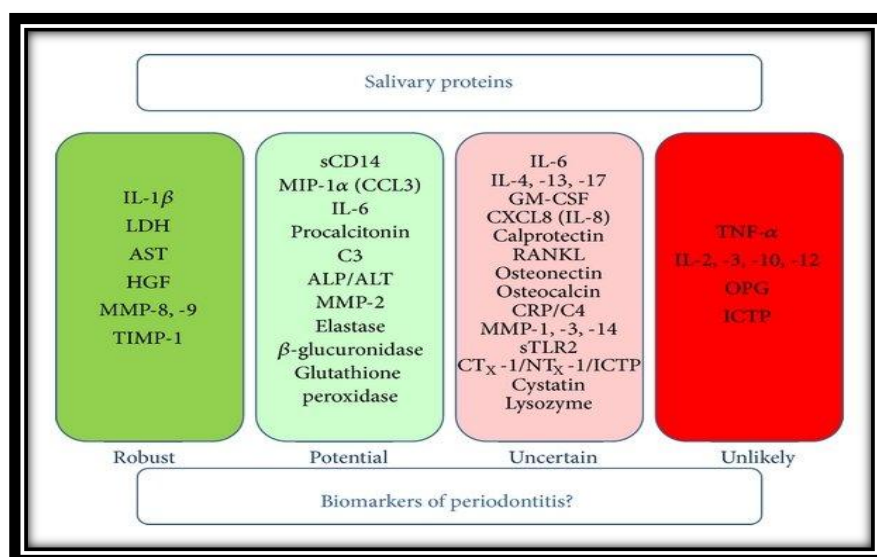 Salivary proteins
IL-1β
LDH
AST
HGF
MMP-8, -9
TIMP-1
sCD14
MIP-1α (CCL3)
IL-6
Procalcitonin
C3
ALP/ALT
MMP-2
Elastase
β-glucuronidase
Glutathione
peroxidase
IL-6
IL-4, -13, -17
GM-CSF
CXCL8 (IL-8)
Calprotectin
RANKL
Osteonectin
Osteocalcin
CRP/C4
MMP-1, -3, -14
sTLR2
CTX -1/NTX -1/ICTP
Cystatin
Lysozyme
TNF-α
IL-2, -3, -10, -12
OPG
ICTP
Robust
Potential
Uncertain
Unlikely
Biomarkers of periodontitis?